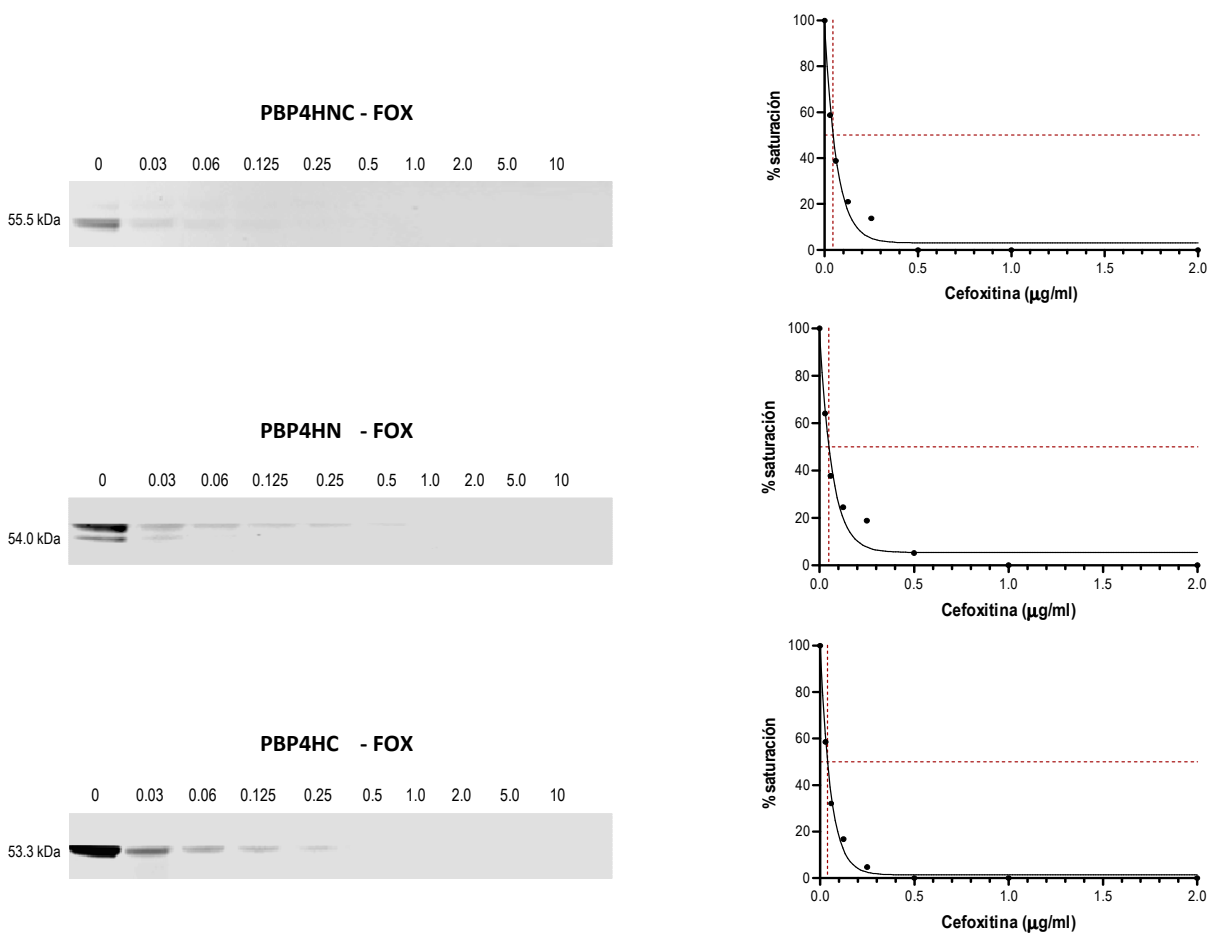 PBP4HNC - FOX
0 0.03 0.06 0.125 0.25 0.5 1.0 2.0 5.0 10
55.5 kDa
100
80
60
40
20
0
% saturación
0.0 0.5 1.0 1.5 2.0
Cefoxitina (µg/ml)
PBP4HN - FOX
0 0.03 0.06 0.125 0.25 0.5 1.0 2.0 5.0 10
54.0 kDa
100
80
60
40
20
0
% saturación
0.0 0.5 1.0 1.5 2.0
Cefoxitina (µg/ml)
PBP4HC - FOX
0 0.03 0.06 0.125 0.25 0.5 1.0 2.0 5.0 10
53.3 kDa
100
80
60
40
20
0
% saturación
0.0 0.5 1.0 1.5 2.0
Cefoxitina (µg/ml)